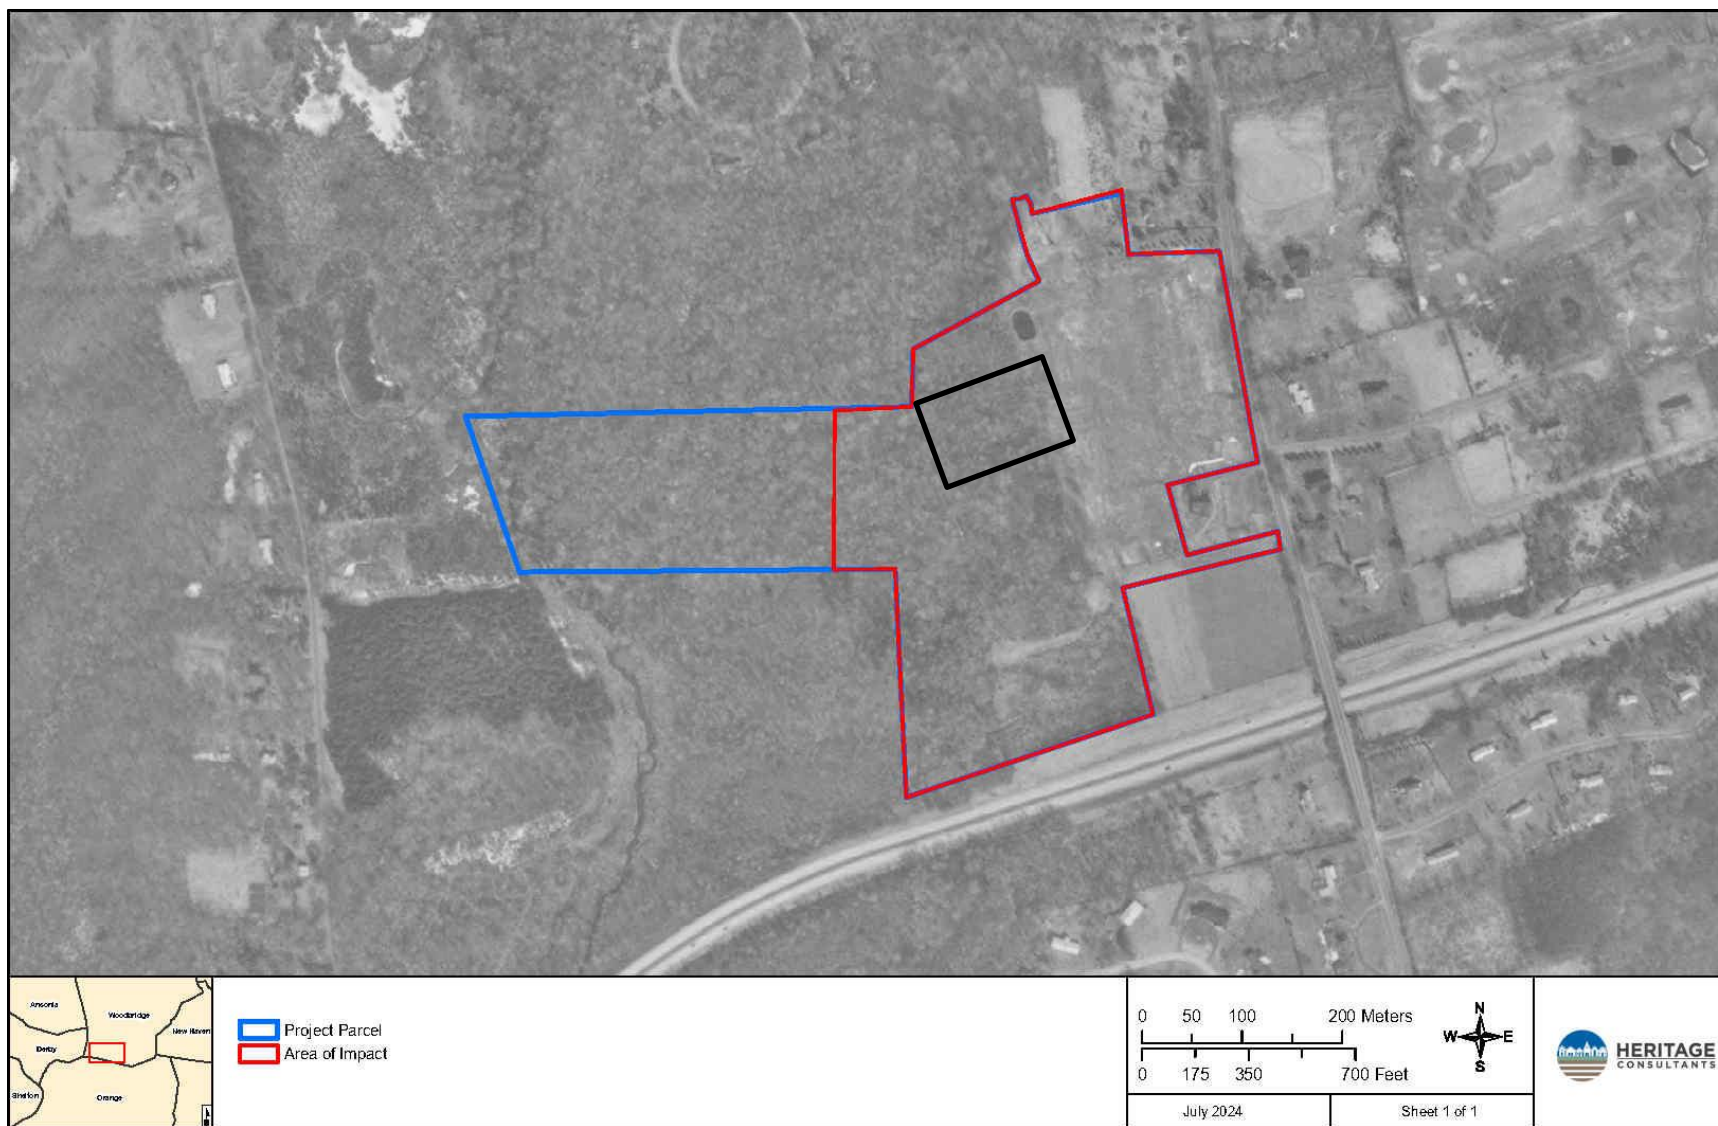 Ansonia
Woodbridge
New Haven
Derby
Shelton
Orange
Project Parcel
Area of Impact
0 50 100 200 Meters
0 175 350 700 Feet
N
W E
S
July 2024
Sheet 1 of 1
HERITAGE
CONSULTANTS